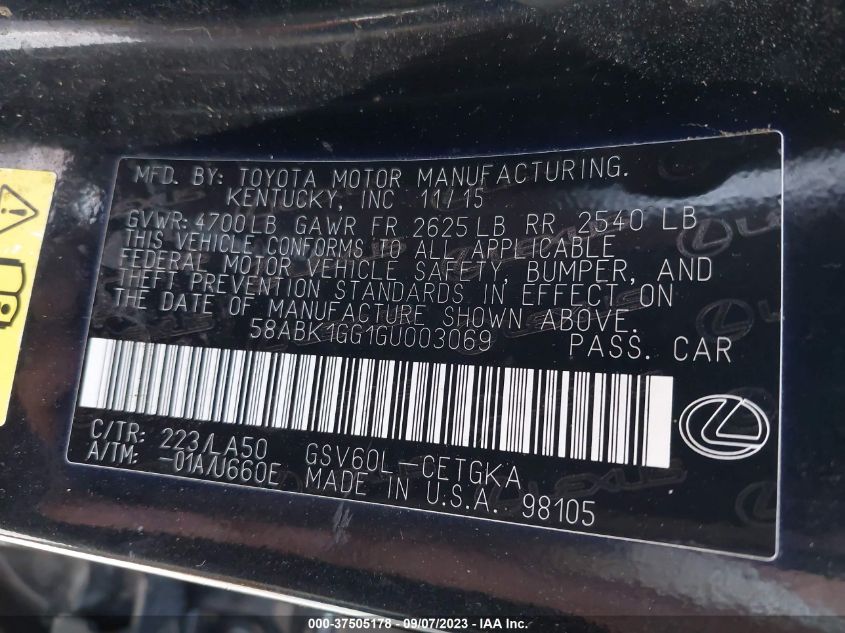 MFD. BY: TOYOTA MOTOR MANUFACTURING.
KENTUCKY, INC 11/15
GVWR: 4700LB GAWR FR 2625LB RR 2540 LB
THIS VEHICLE CONFORMS TO ALL APPLICABLE
FEDERAL MOTOR VEHICLE SAFETY, BUMPER, AND
THEFT PREVENTION STANDARDS IN EFFECT ON
THE DATE OF MANUFACTURE SHOWN ABOVE.
58ABK1GG1GU003069 PASS. CAR
C/TR: 223/LA50 GSV60L-CETGKA
A/TM: -01A/U660E MADE IN U.S.A. 98105
000-37505178 - 09/07/2023 - IAA Inc.